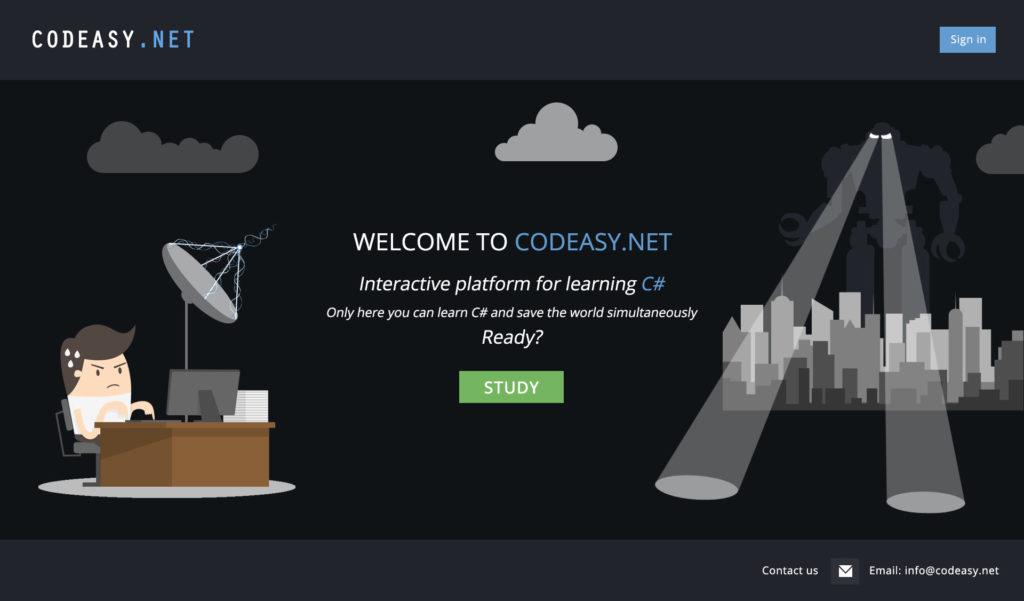 CODEASY.NET
Sign in
WELCOME TO CODEASY.NET
Interactive platform for learning C#
Only here you can learn C# and save the world simultaneously
Ready?
STUDY
Contact us
Email: info@codeasy.net